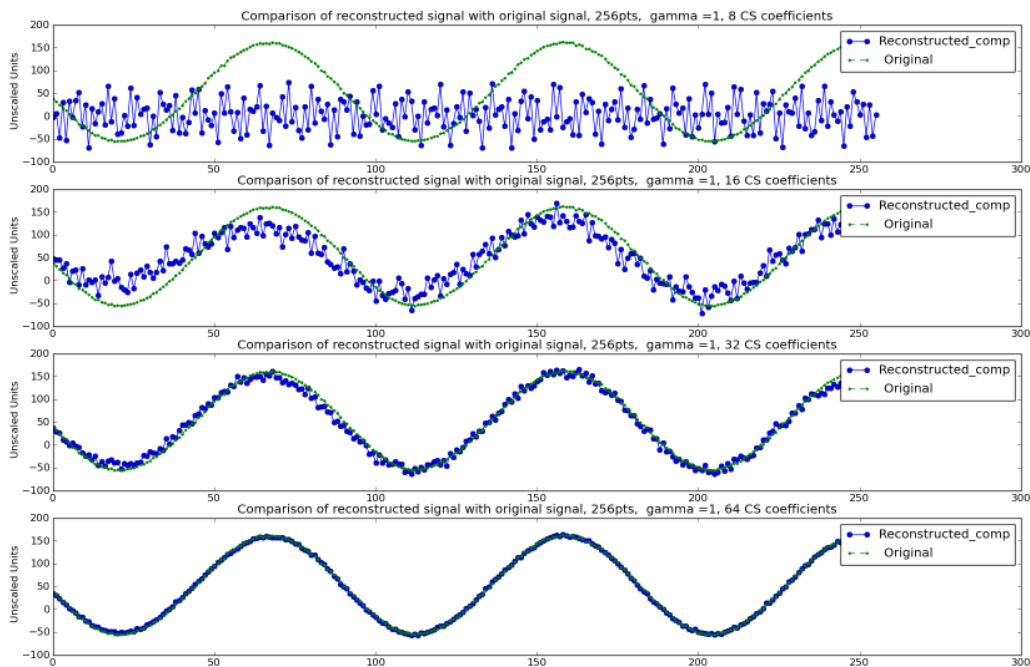 Comparison of reconstructed signal with original signal, 256pts,  gamma =1, 8 CS coefficients
200
150
100
50
0
−50
−100
Unscaled Units
Reconstructed_comp
Original
0 50 100 150 200 250 300
Comparison of reconstructed signal with original signal, 256pts,  gamma =1, 16 CS coefficients
200
150
100
50
0
−50
−100
Unscaled Units
Reconstructed_comp
Original
0 50 100 150 200 250 300
Comparison of reconstructed signal with original signal, 256pts,  gamma =1, 32 CS coefficients
200
150
100
50
0
−50
−100
Unscaled Units
Reconstructed_comp
Original
0 50 100 150 200 250 300
Comparison of reconstructed signal with original signal, 256pts,  gamma =1, 64 CS coefficients
200
150
100
50
0
−50
−100
Unscaled Units
Reconstructed_comp
Original
0 50 100 150 200 250 300